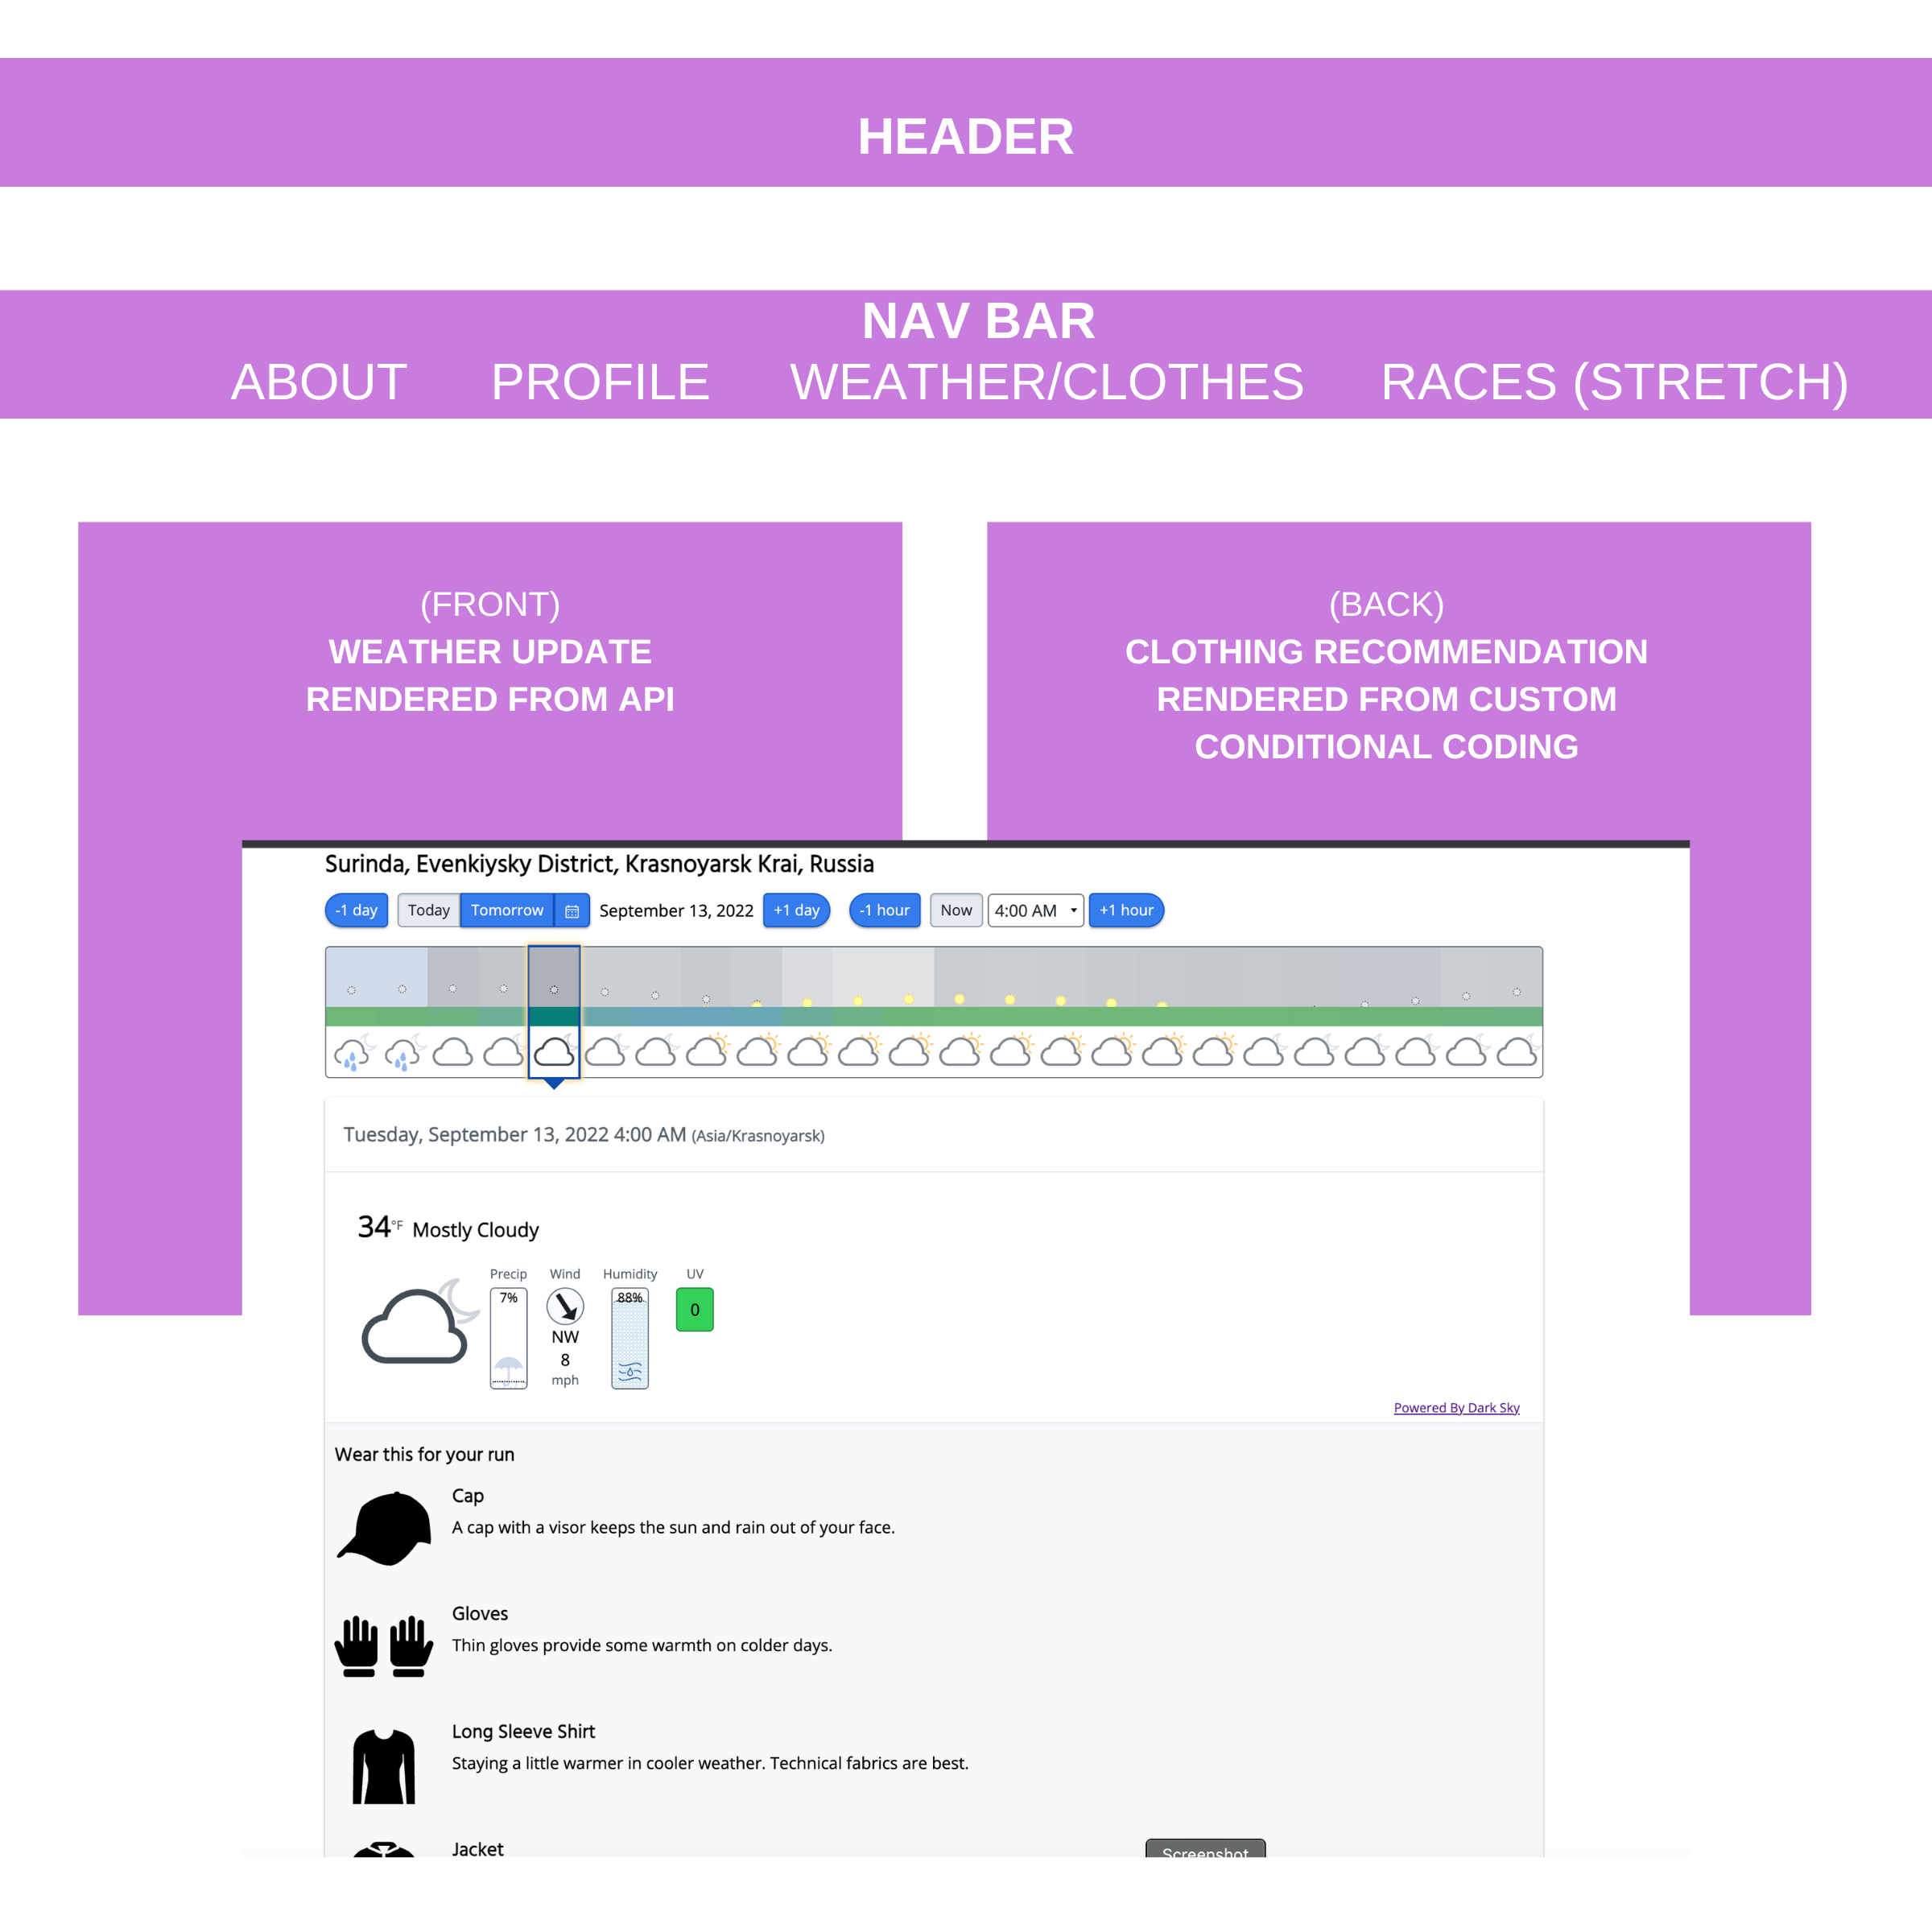 HEADER
NAV BAR
ABOUT PROFILE WEATHER/CLOTHES RACES (STRETCH)
(FRONT)
WEATHER UPDATE
RENDERED FROM API
(BACK)
CLOTHING RECOMMENDATION
RENDERED FROM CUSTOM
CONDITIONAL CODING
Surinda, Evenkiysky District, Krasnoyarsk Krai, Russia
-1 day Today Tomorrow September 13, 2022 +1 day -1 hour Now 4:00 AM +1 hour
Tuesday, September 13, 2022 4:00 AM (Asia/Krasnoyarsk)
34°F Mostly Cloudy
Precip Wind Humidity UV
7% 88% 0
NW
8
mph
Powered By Dark Sky
Wear this for your run
Cap
A cap with a visor keeps the sun and rain out of your face.
Gloves
Thin gloves provide some warmth on colder days.
Long Sleeve Shirt
Staying a little warmer in cooler weather. Technical fabrics are best.
Jacket
Screenshot